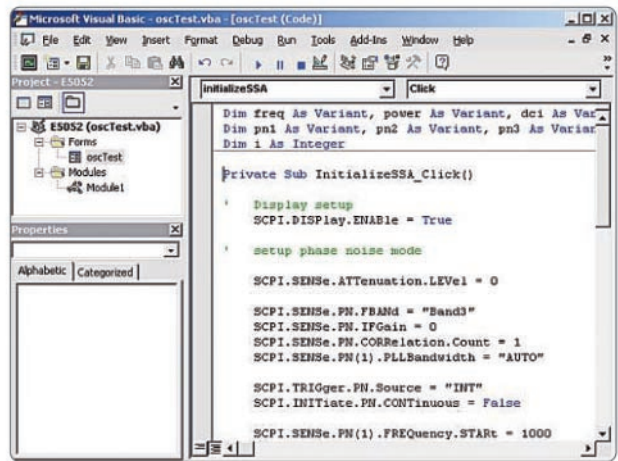 Microsoft Visual Basic - oscTest.vba - [oscTest (Code)]
File Edit View Insert Format Debug Run Tools Add-Ins Window Help
Project - E5052
E5052 (oscTest.vba)
Forms
oscTest
Modules
Module1
Properties
Alphabetic Categorized
initializeSSA Click
Dim freq As Variant, power As Variant, dci As Var
Dim pn1 As Variant, pn2 As Variant, pn3 As Varian
Dim i As Integer
Private Sub InitializeSSA_Click()
' Display setup
SCPI.DISPlay.ENABle = True
' setup phase noise mode
SCPI.SENSe.ATTenuation.LEVel = 0
SCPI.SENSe.PN.FBANd = "Band3"
SCPI.SENSe.PN.IFGain = 0
SCPI.SENSe.PN.CORRelation.Count = 1
SCPI.SENSe.PN(1).PLLBandwidth = "AUTO"
SCPI.TRIGger.PN.Source = "INT"
SCPI.INITiate.PN.CONTinuous = False
SCPI.SENSe.PN(1).FREQuency.STARt = 1000